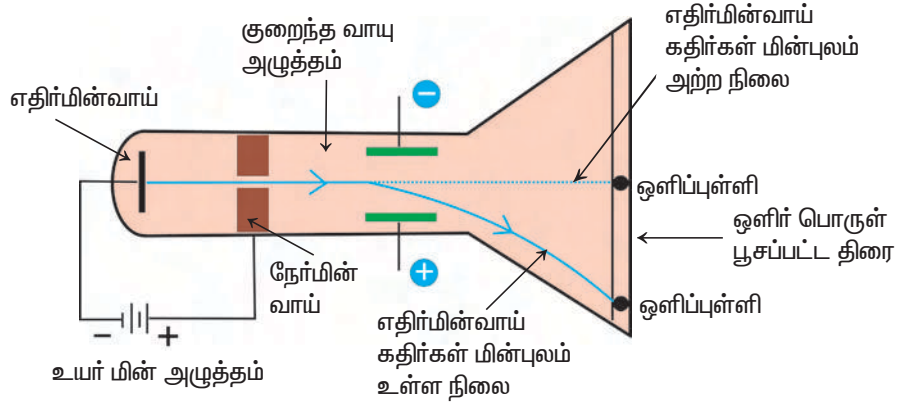 குறைந்த வாயு
அழுத்தம்
எதிர்மின்வாய்
கதிர்கள் மின்புலம்
அற்ற நிலை
எதிர்மின்வாய்
−
ஒளிப்புள்ளி
ஒளிர் பொருள்
பூசப்பட்ட திரை
நேர்மின்
வாய்
+
ஒளிப்புள்ளி
எதிர்மின்வாய்
கதிர்கள் மின்புலம்
உள்ள நிலை
− +
உயர் மின் அழுத்தம்